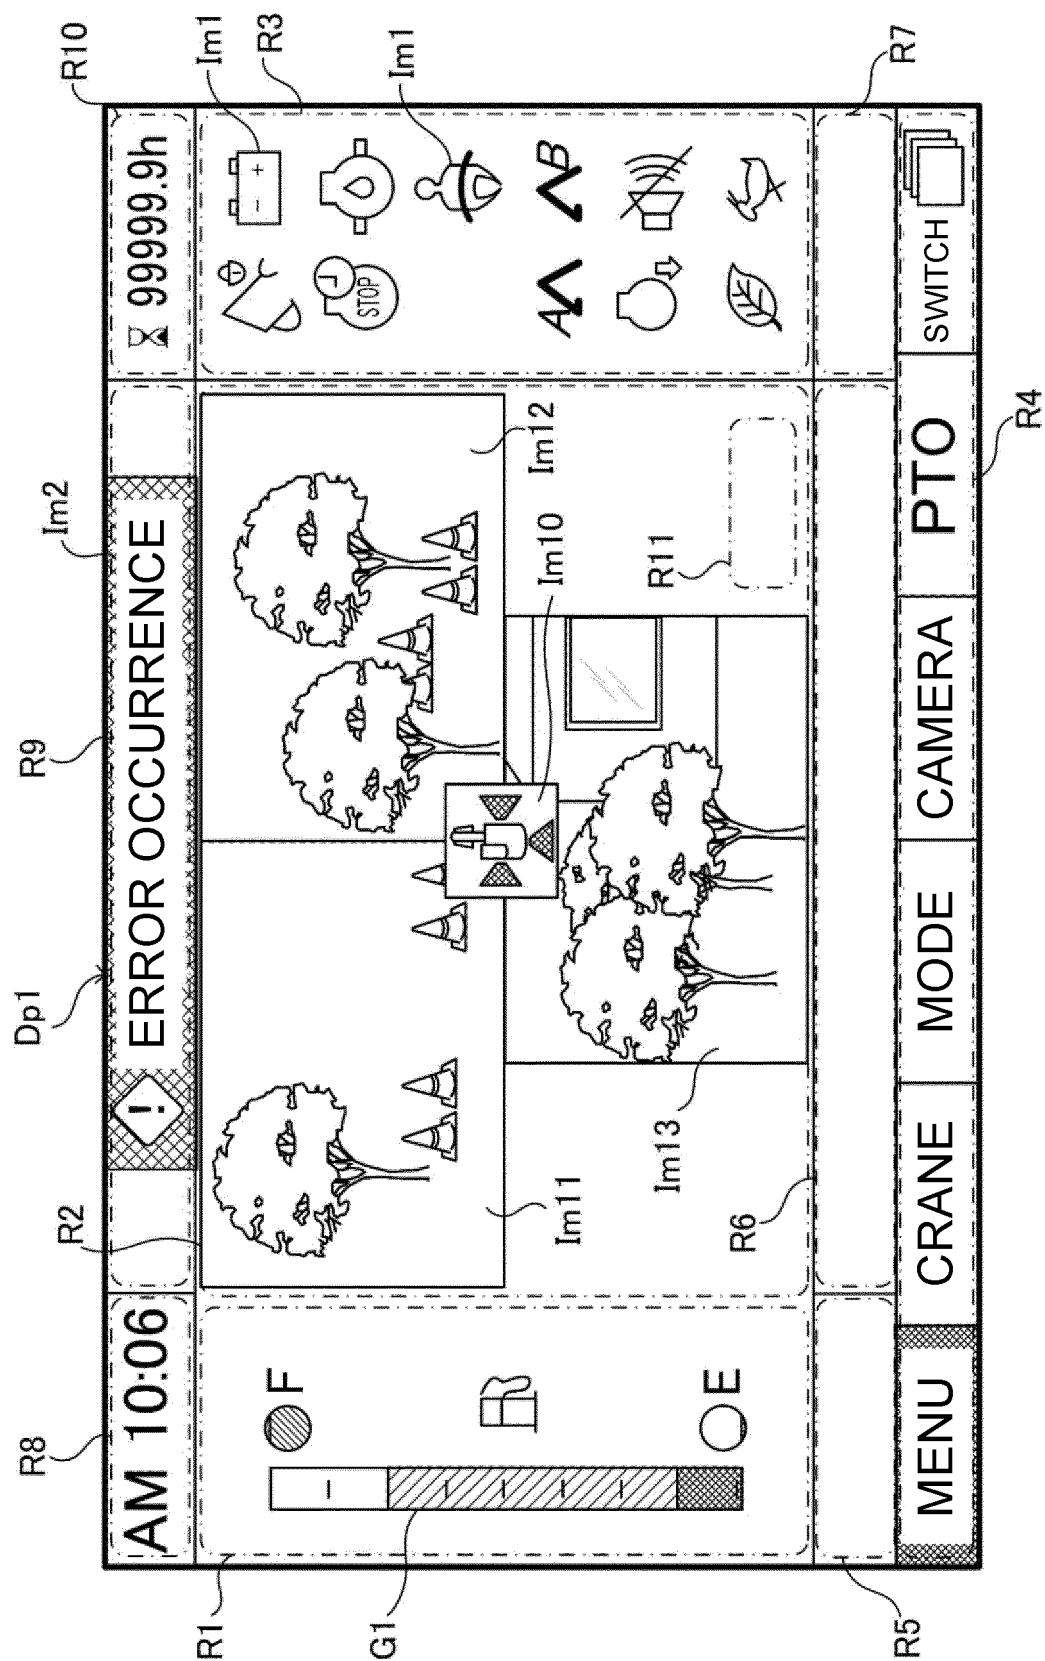 Dp1
Im2
R8
R2
R9
R10
AM 10:06
! ERROR OCCURRENCE
99999.9h
Im1
R3
Im1
- +
STOP
A B
F
E
R1
G1
Im11
Im13
Im10
Im12
R11
R6
R7
MENU
CRANE
MODE
CAMERA
PTO
SWITCH
R5
R4